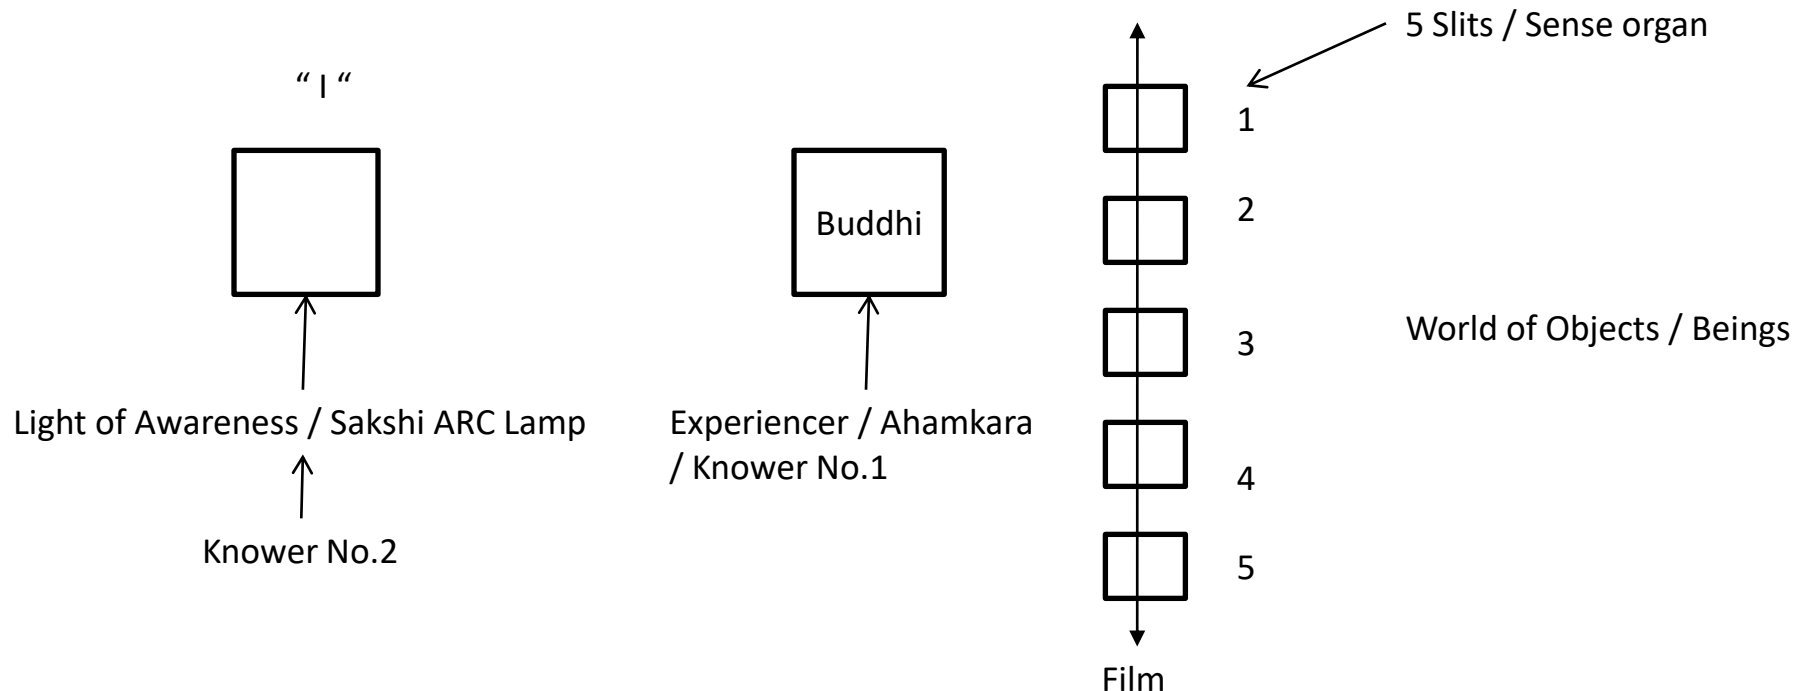 “ I “
Light of Awareness / Sakshi ARC Lamp
Knower No.2
Buddhi
Experiencer / Ahamkara
/ Knower No.1
5 Slits / Sense organ
1
2
3
4
5
Film
World of Objects / Beings